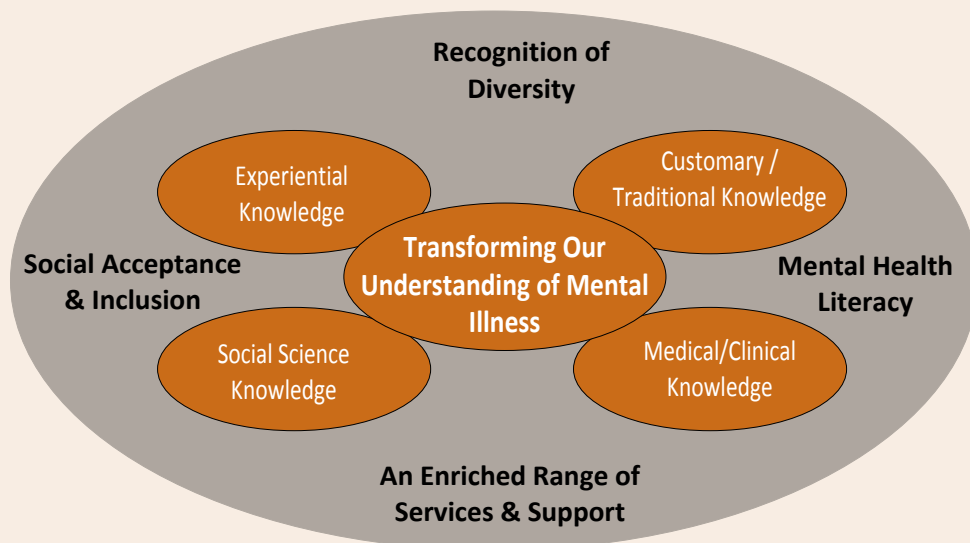 Recognition of
Diversity
Experiential
Knowledge
Customary /
Traditional Knowledge
Transforming Our
Understanding of Mental
Illness
Social Acceptance
& Inclusion
Mental Health
Literacy
Social Science
Knowledge
Medical/Clinical
Knowledge
An Enriched Range of
Services & Support